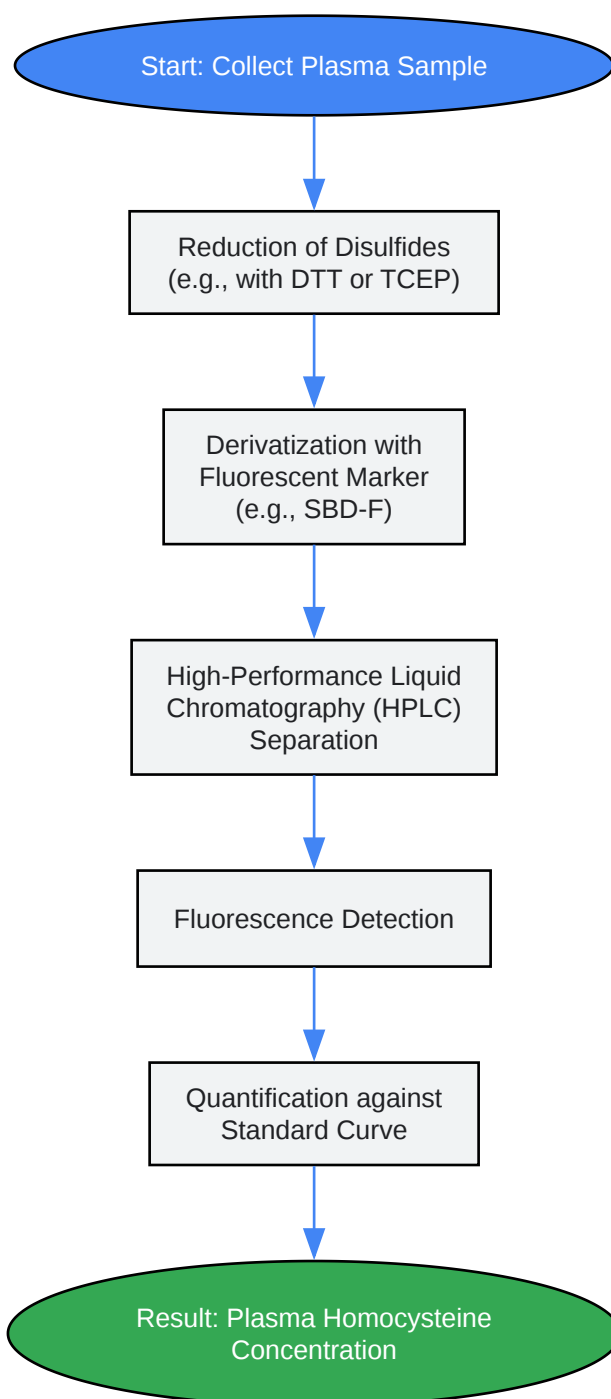 Start: Collect Plasma Sample
Reduction of Disulfides
(e.g., with DTT or TCEP)
Derivatization with
Fluorescent Marker
(e.g., SBD-F)
High-Performance Liquid
Chromatography (HPLC)
Separation
Fluorescence Detection
Quantification against
Standard Curve
Result: Plasma Homocysteine
Concentration